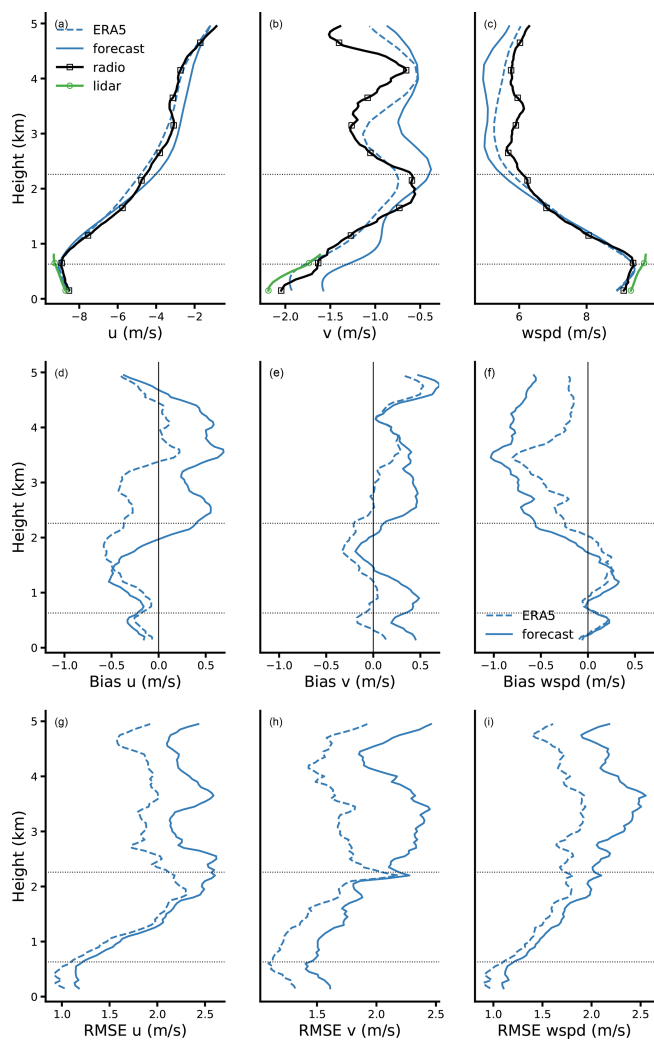 (a)
(b)
(c)
ERA5
forecast
radio
lidar
5
4
3
2
1
0
Height (km)
−8
−6
−4
−2
u (m/s)
−2.0
−1.5
−1.0
−0.5
v (m/s)
6
8
wspd (m/s)
(d)
(e)
(f)
5
4
3
2
1
0
Height (km)
ERA5
forecast
−1.0
−0.5
0.0
0.5
Bias u (m/s)
−1.0
−0.5
0.0
0.5
Bias v (m/s)
−1.0
−0.5
0.0
0.5
Bias wspd (m/s)
(g)
(h)
(i)
5
4
3
2
1
0
Height (km)
1.0
1.5
2.0
2.5
RMSE u (m/s)
1.0
1.5
2.0
2.5
RMSE v (m/s)
1.0
1.5
2.0
2.5
RMSE wspd (m/s)